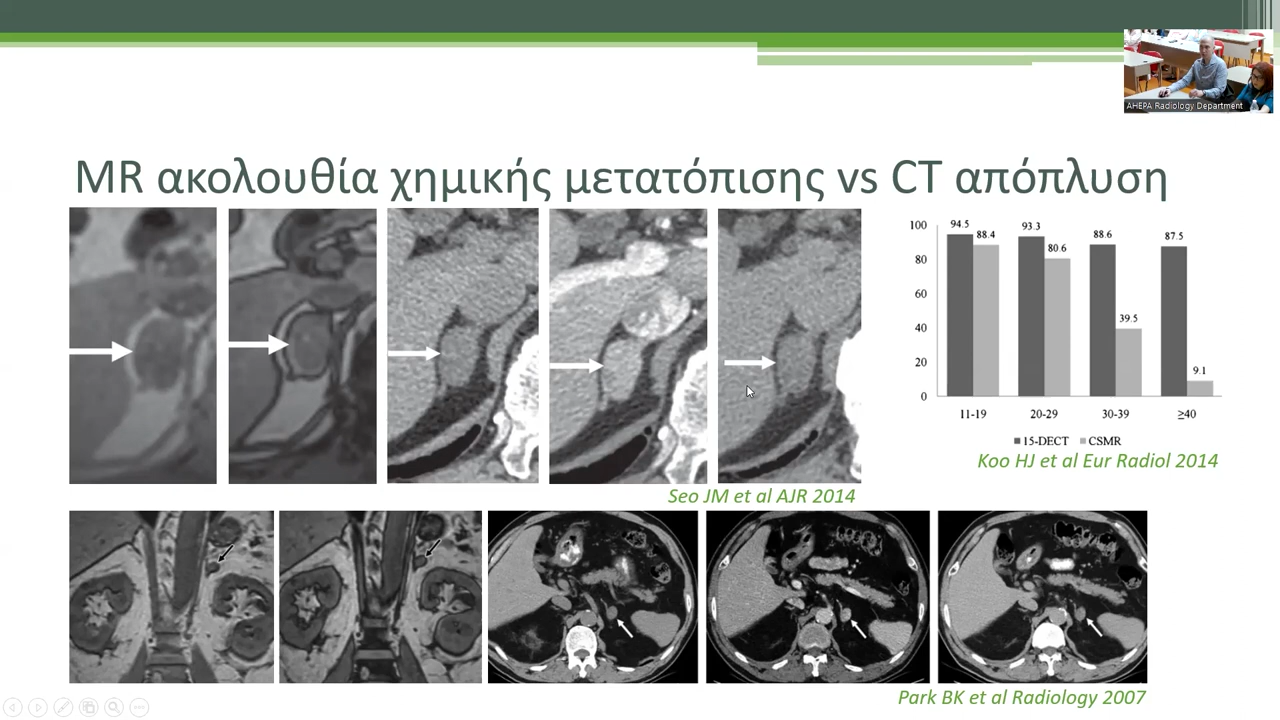 AHEPA Radiology Department
MR ακολουθία χημικής μετατόπισης vs CT απόπλυση
100
80
60
40
20
0
94.5
88.4
93.3
80.6
88.6
39.5
87.5
9.1
11-19
20-29
30-39
≥40
15-DECT
CSMR
Koo HJ et al Eur Radiol 2014
Seo JM et al AJR 2014
Park BK et al Radiology 2007